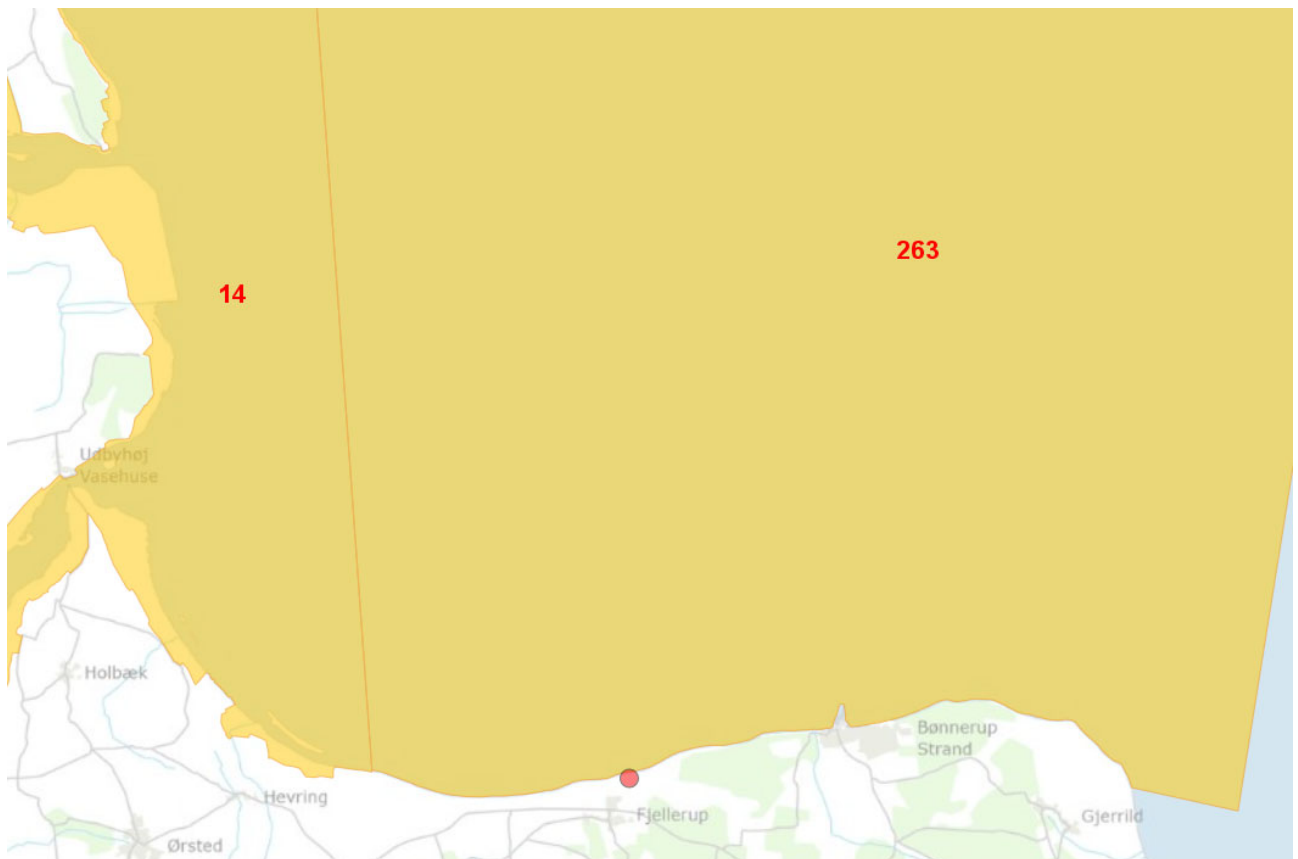 263
14
Udbyhøj
Vasehuse
Holbæk
Bønnerup
Strand
Hevring
Fjellerup
Gjerrild
Ørsted